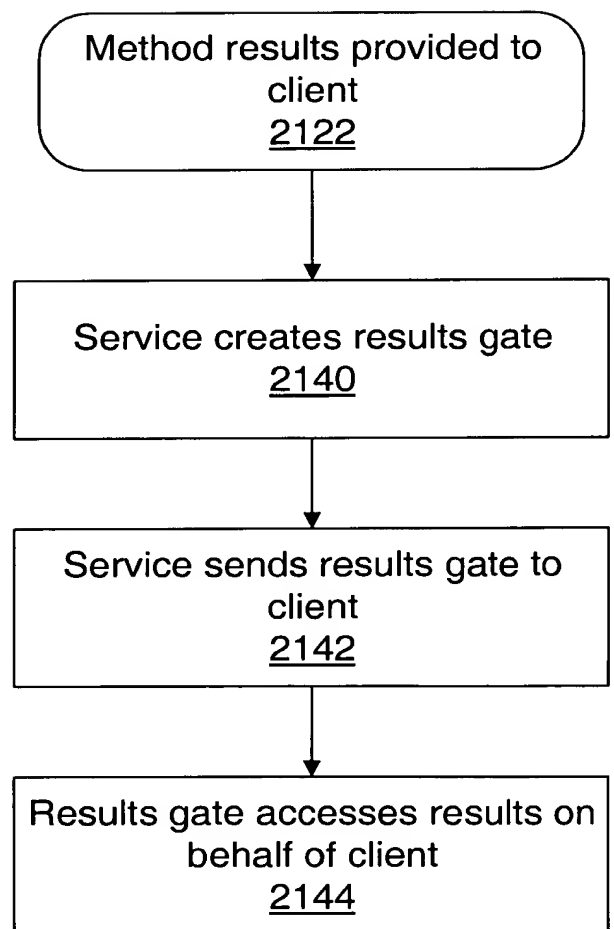 Method results provided to
client
2122
Service creates results gate
2140
Service sends results gate to
client
2142
Results gate accesses results on
behalf of client
2144